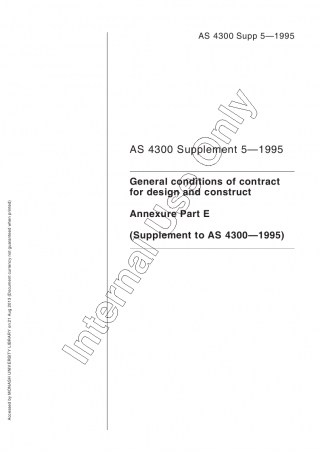 AS 4300 Supp 5—1995
AS 4300 Supplement 5—1995
General conditions of contract
for design and construct
Annexure Part E
(Supplement to AS 4300—1995)
Internal Use Only
Accessed by MONASH UNIVERSITY LIBRARY on 21 Aug 2013 (Document currency not guaranteed when printed)